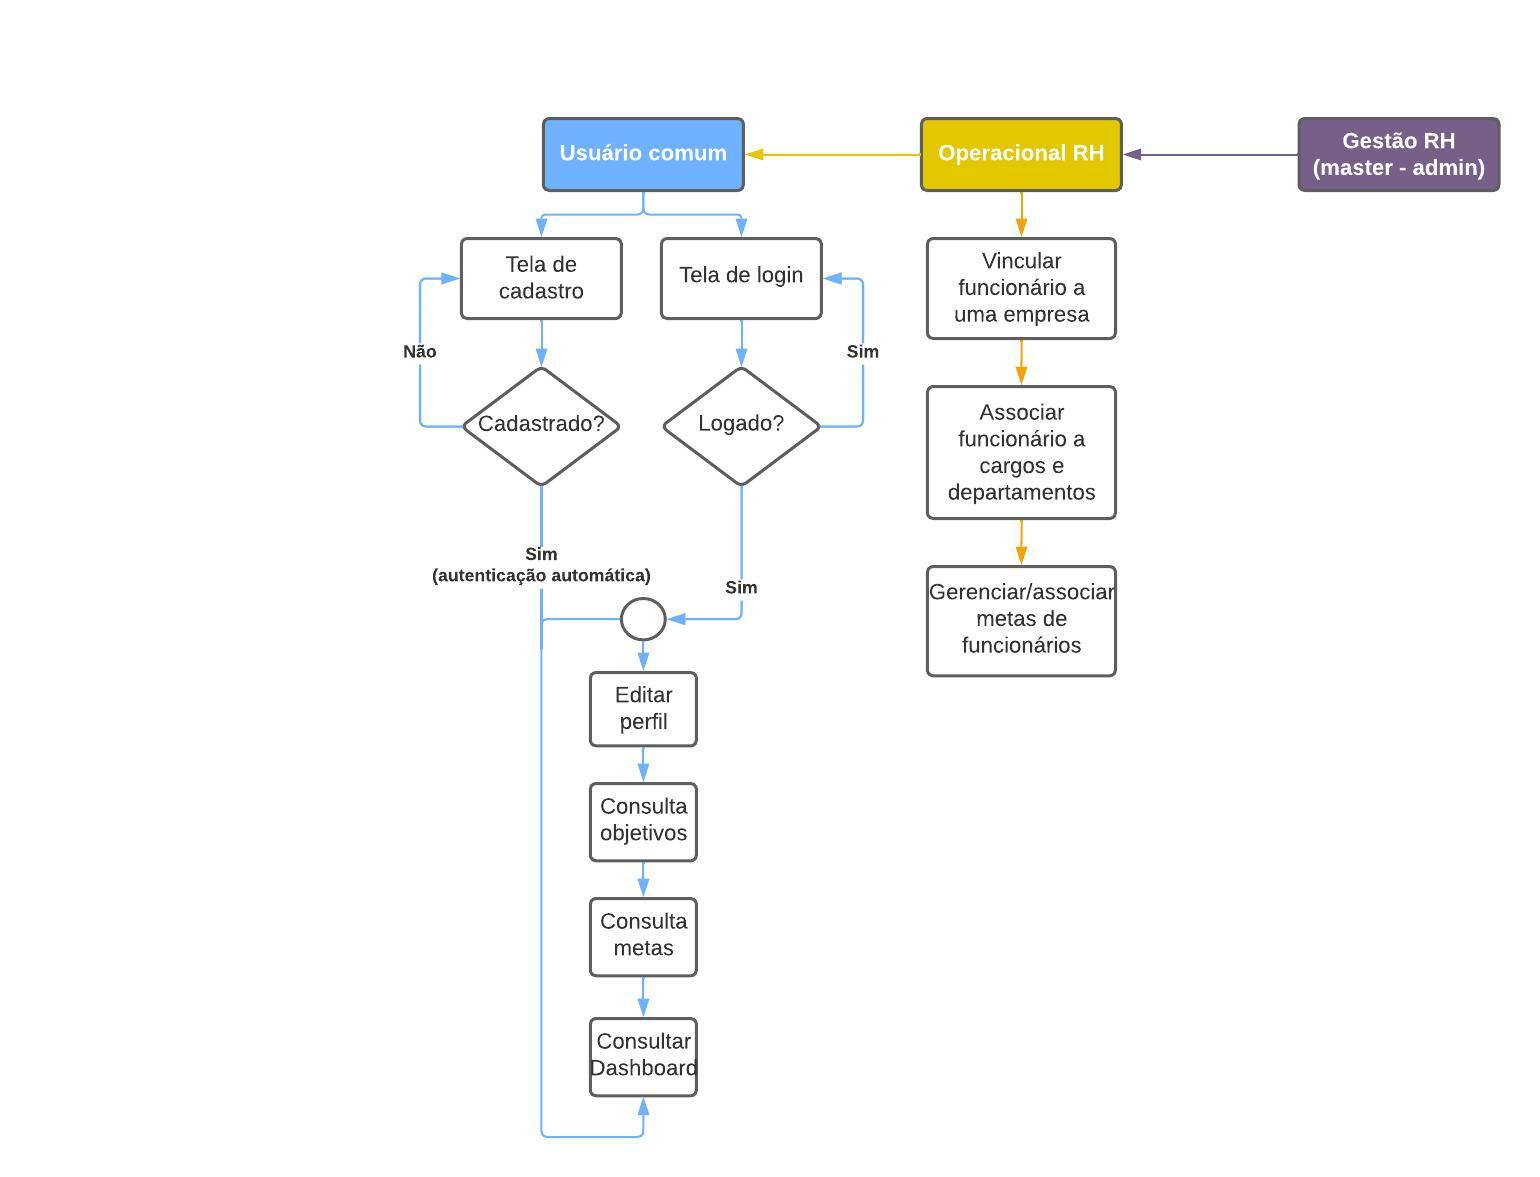 Usuário comum
Operacional RH
Gestão RH
(master - admin)
Tela de
cadastro
Tela de login
Vincular
funcionário a
uma empresa
Não
Sim
Cadastrado?
Logado?
Associar
funcionário a
cargos e
departamentos
Sim
(autenticação automática)
Sim
Gerenciar/associar
metas de
funcionários
Editar
perfil
Consulta
objetivos
Consulta
metas
Consultar
Dashboard